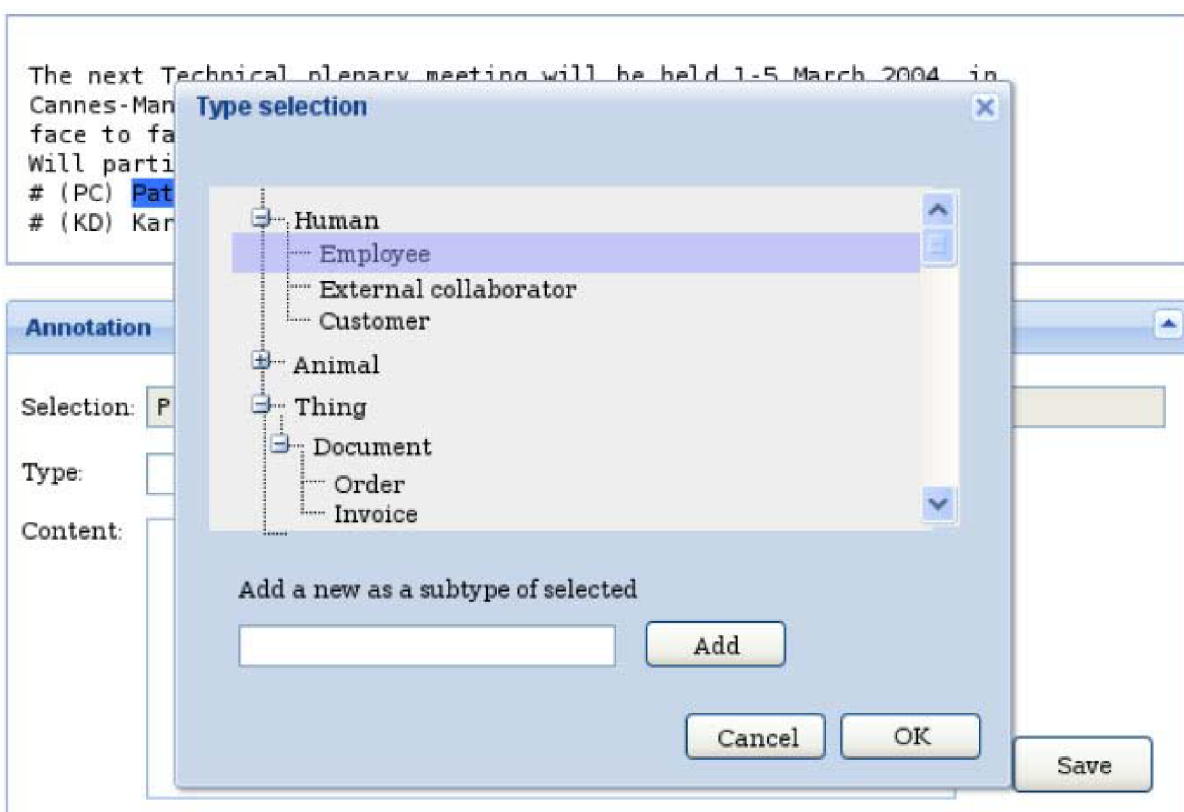 The next Technical plenary meeting will be held 1-5 March 2004, in
Cannes-Man
face to fa
Will parti
# (PC) Pat
# (KD) Kar
Type selection
Human
Employee
External collaborator
Customer
Animal
Thing
Document
Order
Invoice
Add a new as a subtype of selected
Add
Cancel
OK
Annotation
Selection: P
Type:
Content:
Save